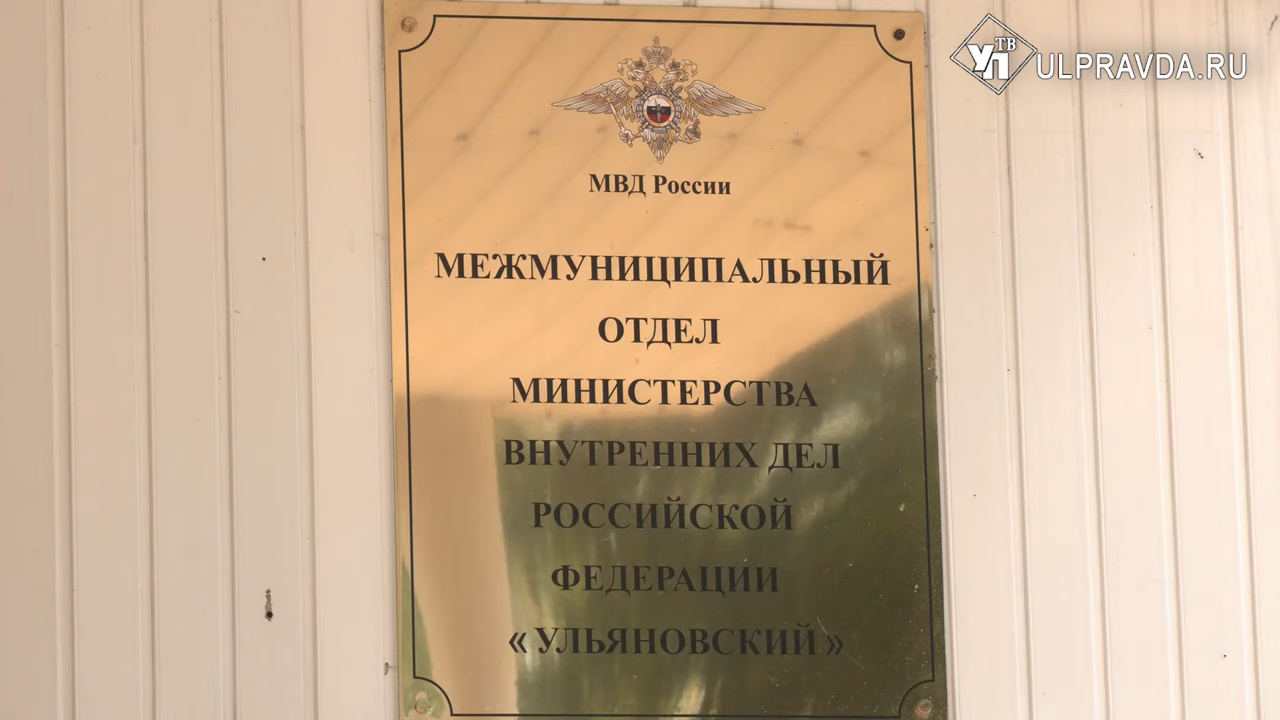 УП ТВ ULPRAVDA.RU
МВД России
МЕЖМУНИЦИПАЛЬНЫЙ
ОТДЕЛ
МИНИСТЕРСТВА
ВНУТРЕННИХ ДЕЛ
РОССИЙСКОЙ
ФЕДЕРАЦИИ
«УЛЬЯНОВСКИЙ»